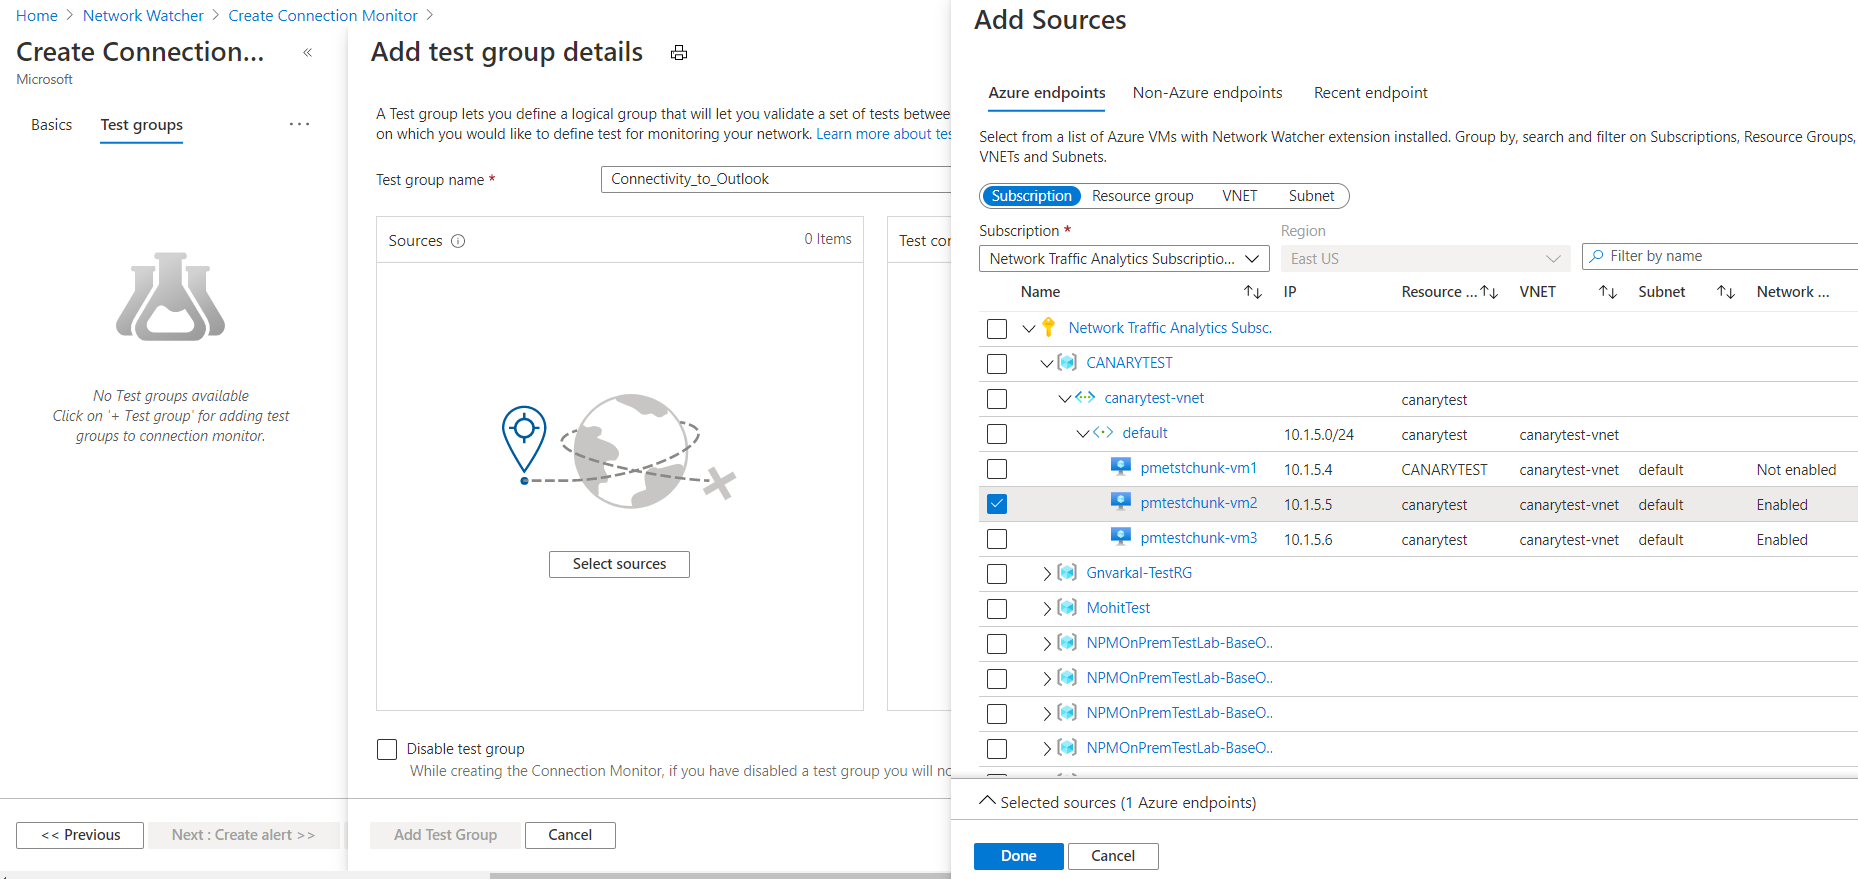 Home > Network Watcher > Create Connection Monitor >
Create Connection... «
Microsoft
Basics Test groups ...
No Test groups available
Click on '+ Test group' for adding test
groups to connection monitor.
<< Previous Next : Create alert >>
Add test group details
A Test group lets you define a logical group that will let you validate a set of tests betwee
on which you would like to define test for monitoring your network. Learn more about tes
Test group name * Connectivity_to_Outlook
Sources 0 Items
Test cor
Select sources
Disable test group
While creating the Connection Monitor, if you have disabled a test group you will no
Add Test Group Cancel
Add Sources
Azure endpoints Non-Azure endpoints Recent endpoint
Select from a list of Azure VMs with Network Watcher extension installed. Group by, search and filter on Subscriptions, Resource Groups,
VNETs and Subnets.
Subscription Resource group VNET Subnet
Subscription * Region
Network Traffic Analytics Subscriptio... East US Filter by name
Name IP Resource ... VNET Subnet Network ...
Network Traffic Analytics Subsc.
CANARYTEST
canarytest-vnet canarytest
default 10.1.5.0/24 canarytest canarytest-vnet
pmetstchunk-vm1 10.1.5.4 CANARYTEST canarytest-vnet default Not enabled
pmtestchunk-vm2 10.1.5.5 canarytest canarytest-vnet default Enabled
pmtestchunk-vm3 10.1.5.6 canarytest canarytest-vnet default Enabled
Gnvarkal-TestRG
MohitTest
NPMOnPremTestLab-BaseO..
NPMOnPremTestLab-BaseO..
NPMOnPremTestLab-BaseO..
NPMOnPremTestLab-BaseO..
Selected sources (1 Azure endpoints)
Done Cancel